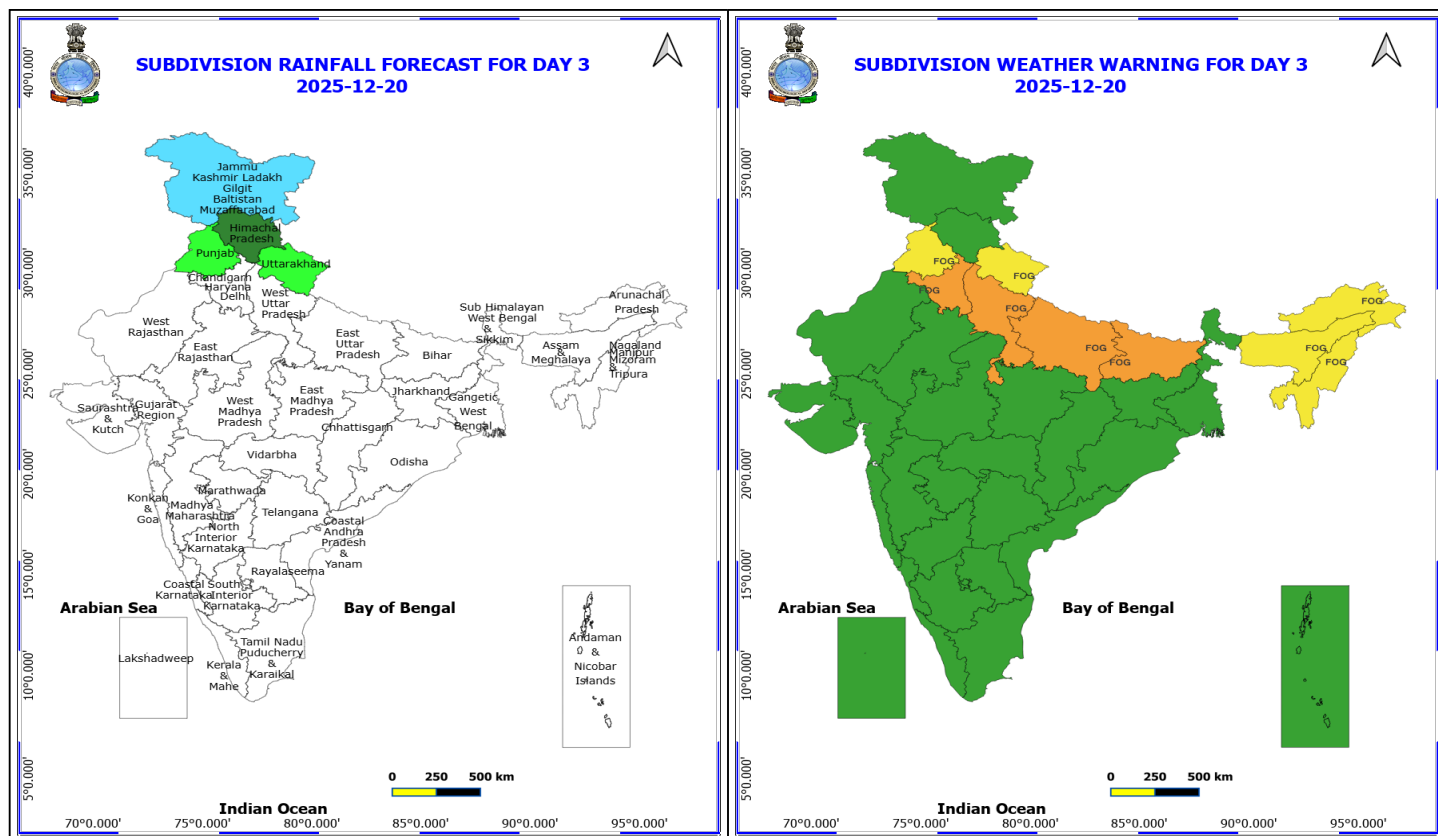 SUBDIVISION RAINFALL FORECAST FOR DAY 3
2025-12-20
40°0.000'
35°0.000'
30°0.000'
25°0.000'
20°0.000'
15°0.000'
10°0.000'
5°0.000'
Jammu
Kashmir Ladakh
Gilgit
Baltistan
Muzaffarabad
Himachal
Pradesh
Punjab
Uttarakhand
Chandigarh
Haryana
Delhi
West
Uttar
Pradesh
West
Rajasthan
East
Rajasthan
East
Uttar
Pradesh
Bihar
Sub Himalayan
West Bengal
&
Sikkim
Arunachal
Pradesh
Assam
&
Meghalaya
Nagaland
Manipur
Mizoram
&
Tripura
Saurashtra
&
Kutch
Gujarat
Region
West
Madhya
Pradesh
East
Madhya
Pradesh
Jharkhand
Gangetic
West
Bengal
Chhattisgarh
Vidarbha
Odisha
Konkan
&
Goa
Madhya
Maharashtra
Marathwada
Telangana
North
Interior
Karnataka
Coastal
Andhra
Pradesh
&
Yanam
Rayalaseema
Coastal
Karnataka
South
Interior
Karnataka
Arabian Sea
Bay of Bengal
Lakshadweep
Kerala
&
Mahe
Tamil Nadu
Puducherry
&
Karaikal
Andaman
&
Nicobar
Islands
0 250 500 km
Indian Ocean
70°0.000' 75°0.000' 80°0.000' 85°0.000' 90°0.000' 95°0.000'
SUBDIVISION WEATHER WARNING FOR DAY 3
2025-12-20
40°0.000'
35°0.000'
30°0.000'
25°0.000'
20°0.000'
15°0.000'
10°0.000'
5°0.000'
FOG
FOG
FOG
FOG
FOG
FOG
FOG
FOG
FOG
Arabian Sea
Bay of Bengal
0 250 500 km
Indian Ocean
70°0.000' 75°0.000' 80°0.000' 85°0.000' 90°0.000' 95°0.000'